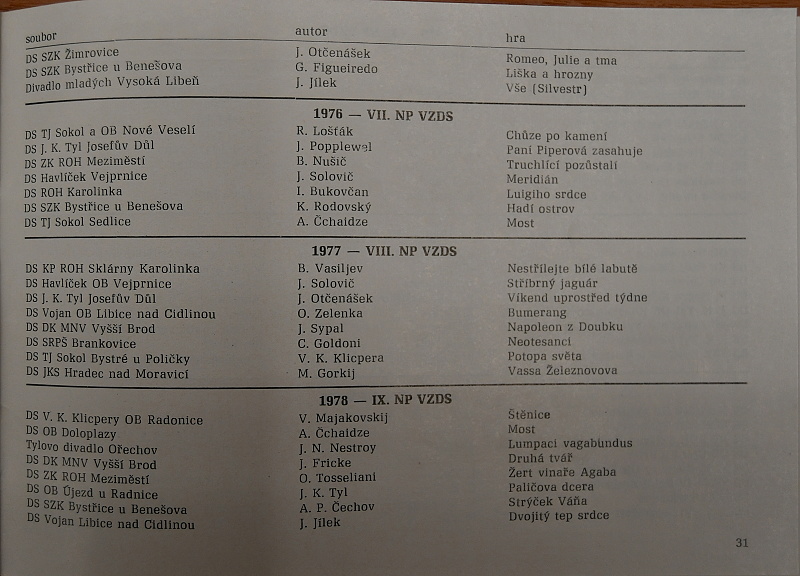 soubor autor hra
DS SZK Žimrovice J. Otčenášek Romeo, Julie a tma
DS SZK Bystřice u Benešova G. Figueiredo Liška a hrozny
Divadlo mladých Vysoká Libeň J. Jílek Vše (Silvestr)
1976 — VII. NP VZDS
DS TJ Sokol a OB Nové Veselí R. Lošťák Chůze po kamení
DS J. K. Tyl Josefův Důl J. Popplewel Paní Piperová zasahuje
DS ZK ROH Meziměstí B. Nušič Truchlící pozůstalí
DS Havlíček Vejprnice J. Solovič Meridián
DS ROH Karolinka I. Bukovčan Luigiho srdce
DS SZK Bystřice u Benešova K. Rodovský Hadí ostrov
DS TJ Sokol Sedlice A. Čchaidze Most
1977 — VIII. NP VZDS
DS KP ROH Sklárny Karolinka B. Vasiljev Nestřílejte bílé labutě
DS Havlíček OB Vejprnice J. Solovič Stříbrný jaguár
DS J. K. Tyl Josefův Důl J. Otčenášek Víkend uprostřed týdne
DS Vojan OB Libice nad Cidlinou O. Zelenka Bumerang
DS DK MNV Vyšší Brod J. Sypal Napoleon z Doubku
DS SRPŠ Brankovice C. Goldoni Neotesanci
DS TJ Sokol Bystré u Poličky V. K. Klicpera Potopa světa
DS JKS Hradec nad Moravicí M. Gorkij Vassa Železnovova
1978 — IX. NP VZDS
DS V. K. Klicpery OB Radonice V. Majakovskij Štěnice
DS OB Doloplazy A. Čchaidze Most
Tylovo divadlo Ořechov J. N. Nestroy Lumpaci vagabundus
DS DK MNV Vyšší Brod J. Fricke Druhá tvář
DS ZK ROH Meziměstí O. Tosseliani Žert vinaře Agaba
DS OB Újezd u Radnice J. K. Tyl Paličova dcera
DS SZK Bystřice u Benešova A. P. Čechov Strýček Váňa
DS Vojan Libice nad Cidlinou J. Jílek Dvojitý tep srdce
31